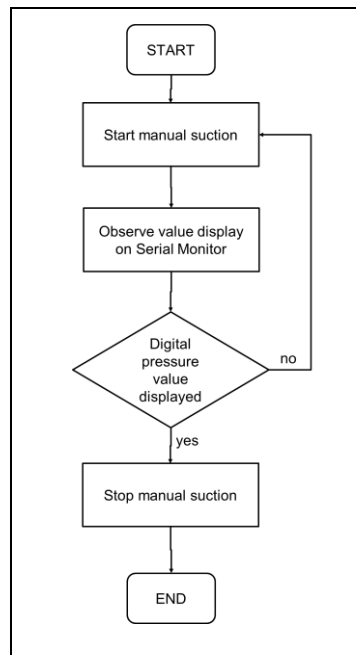 START
Start manual suction
Observe value display
on Serial Monitor
Digital
pressure
value
displayed
no
yes
Stop manual suction
END